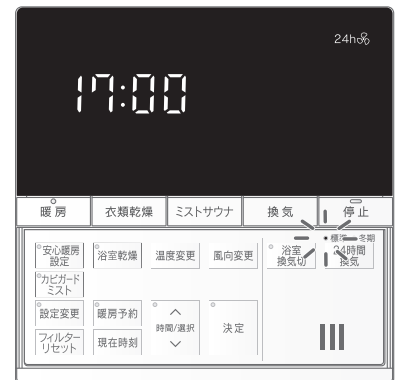 24h
17:00
暖房 衣類乾燥 ミストサウナ 換気 停止
標準 冬期
安心暖房
設定
浴室乾燥 温度変更 風向変更
浴室
換気切
24時間
換気
カビガード
ミスト
設定変更 暖房予約
時間/選択
決定
フィルター
リセット
現在時刻